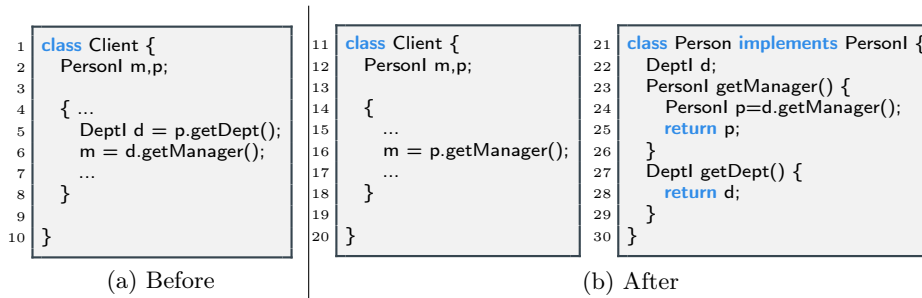 1 class Client {
2 PersonI m,p;
3
4 { ...
5 DeptI d = p.getDept();
6 m = d.getManager();
7 ...
8 }
9
10 }
(a) Before
11 class Client {
12 PersonI m,p;
13
14 {
15 ...
16 m = p.getManager();
17 ...
18 }
19
20 }
21 class Person implements PersonI {
22 DeptI d;
23 PersonI getManager() {
24 PersonI p=d.getManager();
25 return p;
26 }
27 DeptI getDept() {
28 return d;
29 }
30 }
(b) After